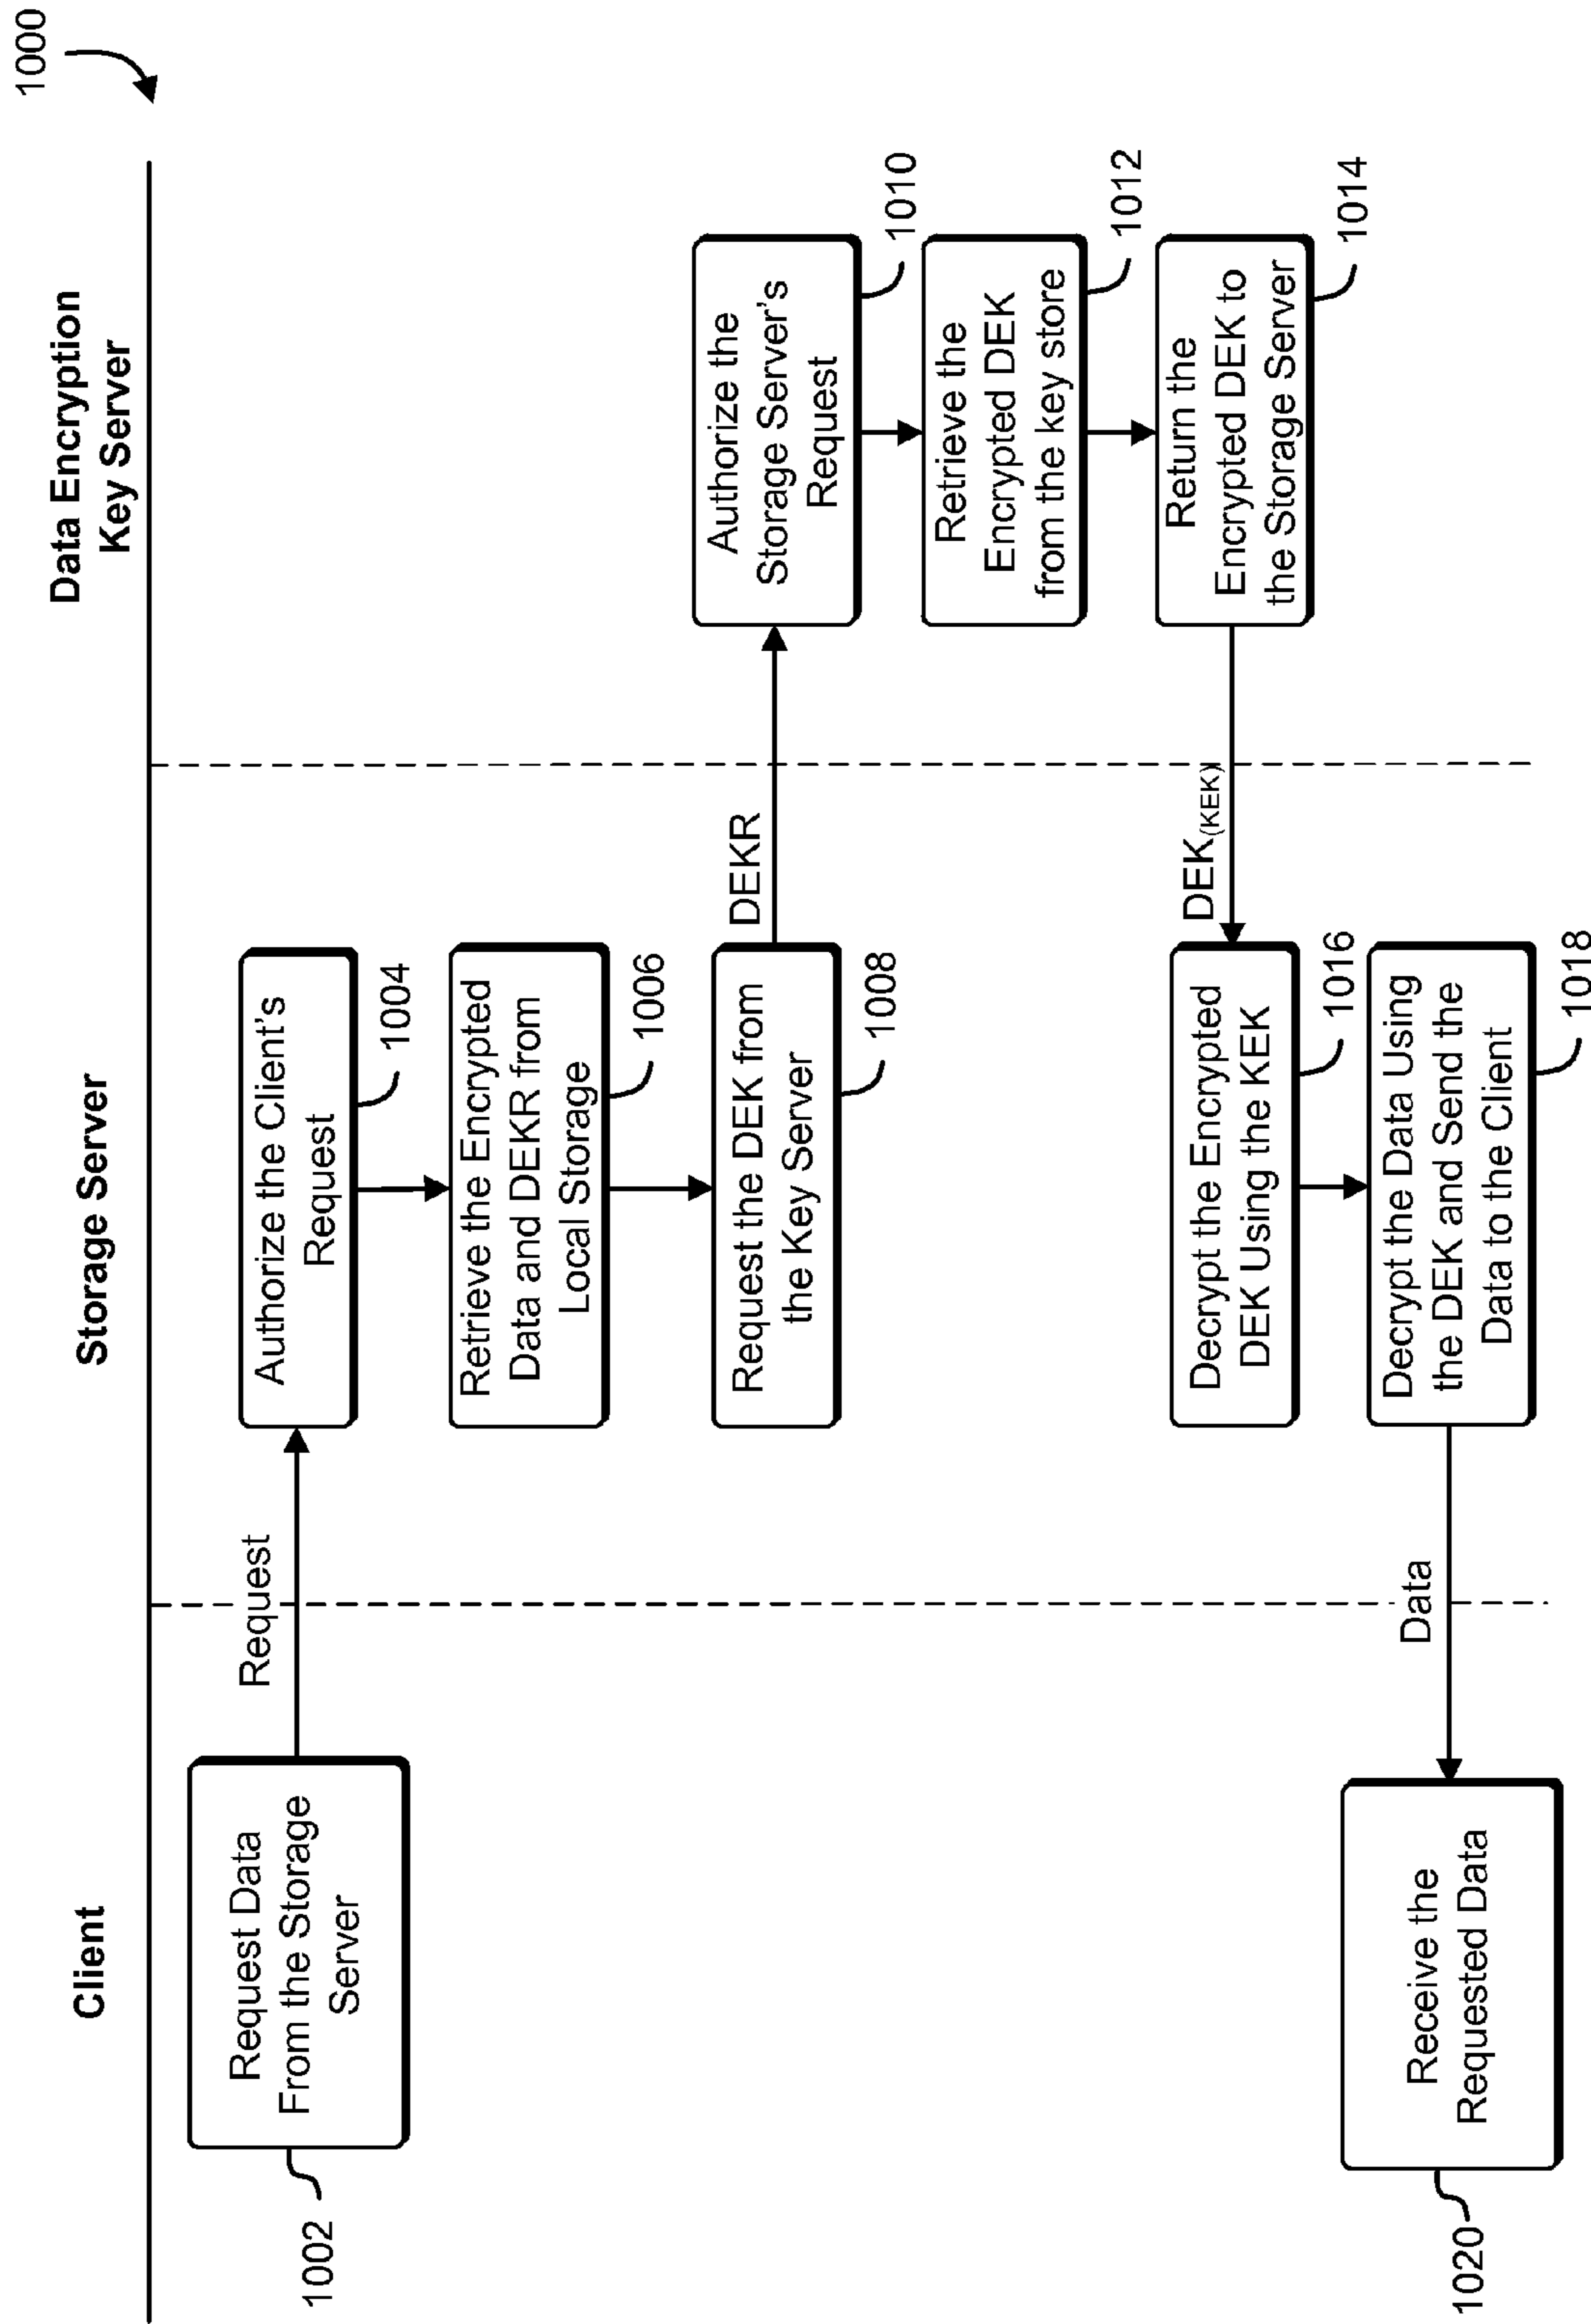 1000
Client
Storage Server
Data Encryption
Key Server
Request Data
From the Storage
Server
1002
Request
Authorize the Client's
Request
1004
Retrieve the Encrypted
Data and DEKR from
Local Storage
1006
Request the DEK from
the Key Server
1008
DEKR
Authorize the
Storage Server's
Request
1010
Retrieve the
Encrypted DEK
from the key store
1012
Return the
Encrypted DEK to
the Storage Server
1014
DEK(KEK)
Decrypt the Encrypted
DEK Using the KEK
1016
Decrypt the Data Using
the DEK and Send the
Data to the Client
1018
Data
Receive the
Requested Data
1020